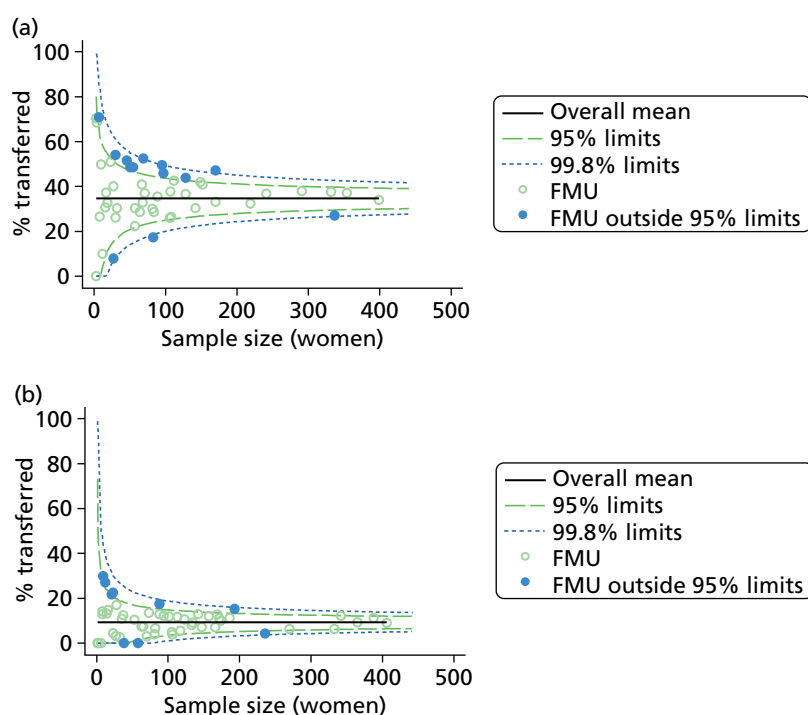 (a)
100
80
60
40
20
0
% transferred
0 100 200 300 400 500
Sample size (women)
Overall mean
95% limits
99.8% limits
FMU
FMU outside 95% limits
(b)
100
80
60
40
20
0
% transferred
0 100 200 300 400 500
Sample size (women)
Overall mean
95% limits
99.8% limits
FMU
FMU outside 95% limits